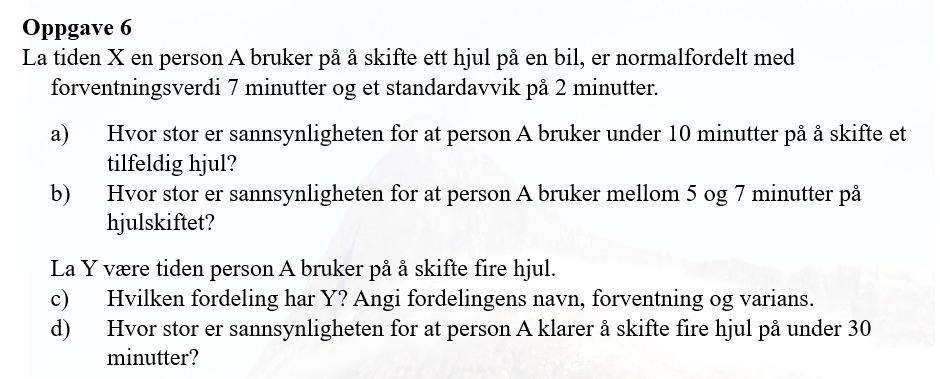 Oppgave 6
La tiden X en person A bruker på å skifte ett hjul på en bil, er normalfordelt med
forventningsverdi 7 minutter og et standardavvik på 2 minutter.
a) Hvor stor er sannsynligheten for at person A bruker under 10 minutter på å skifte et
tilfeldig hjul?
b) Hvor stor er sannsynligheten for at person A bruker mellom 5 og 7 minutter på
hjulskiftet?
La Y være tiden person A bruker på å skifte fire hjul.
c) Hvilken fordeling har Y? Angi fordelingens navn, forventning og varians.
d) Hvor stor er sannsynligheten for at person A klarer å skifte fire hjul på under 30
minutter?